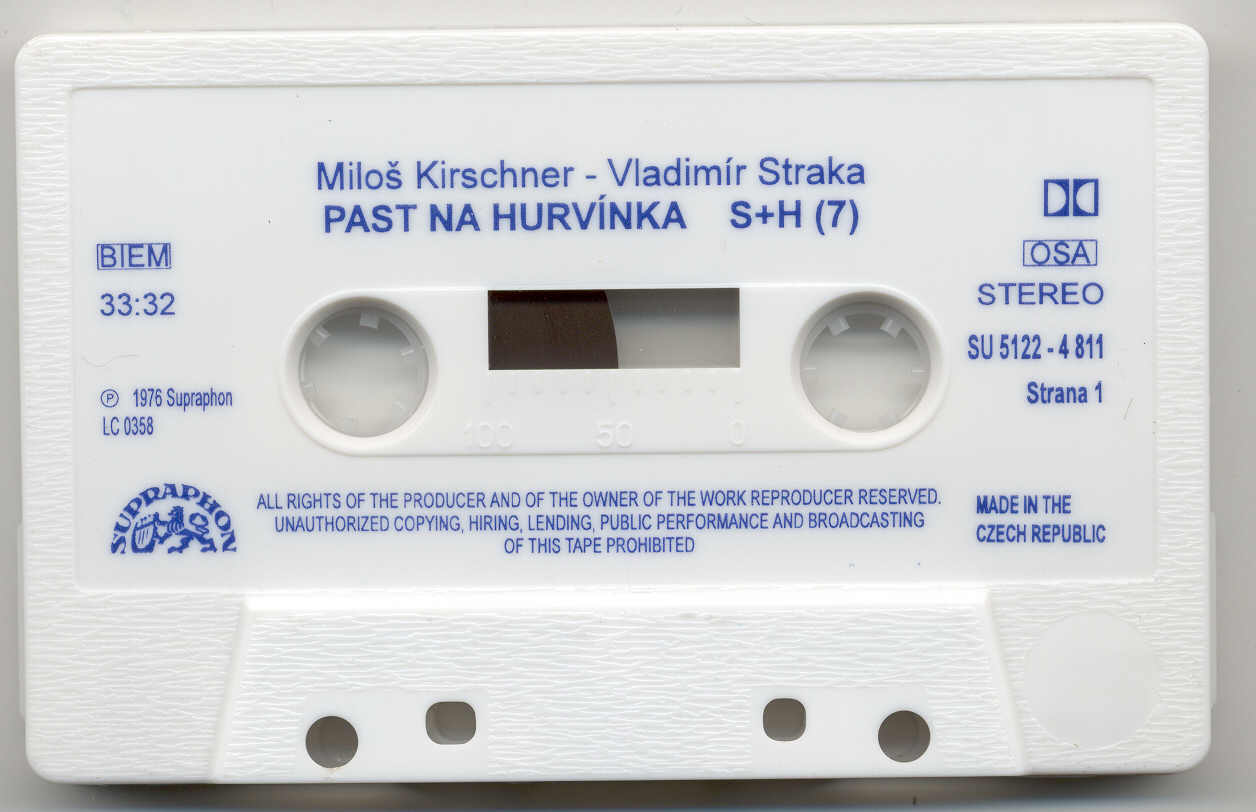 Miloš Kirschner - Vladimír Straka
PAST NA HURVÍNKA S+H (7)
BIEM
33:32
OSA
STEREO
SU 5122 - 4 811
Strana 1
Ⓟ 1976 Supraphon
LC 0358
100 50 0
SUPRAPHON
ALL RIGHTS OF THE PRODUCER AND OF THE OWNER OF THE WORK REPRODUCER RESERVED.
UNAUTHORIZED COPYING, HIRING, LENDING, PUBLIC PERFORMANCE AND BROADCASTING
OF THIS TAPE PROHIBITED
MADE IN THE
CZECH REPUBLIC